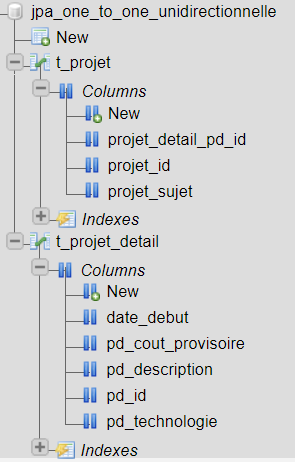 jpa_one_to_one_unidirectionnelle
New
t_projet
Columns
New
projet_detail_pd_id
projet_id
projet_sujet
Indexes
t_projet_detail
Columns
New
date_debut
pd_cout_provisoire
pd_description
pd_id
pd_technologie
Indexes